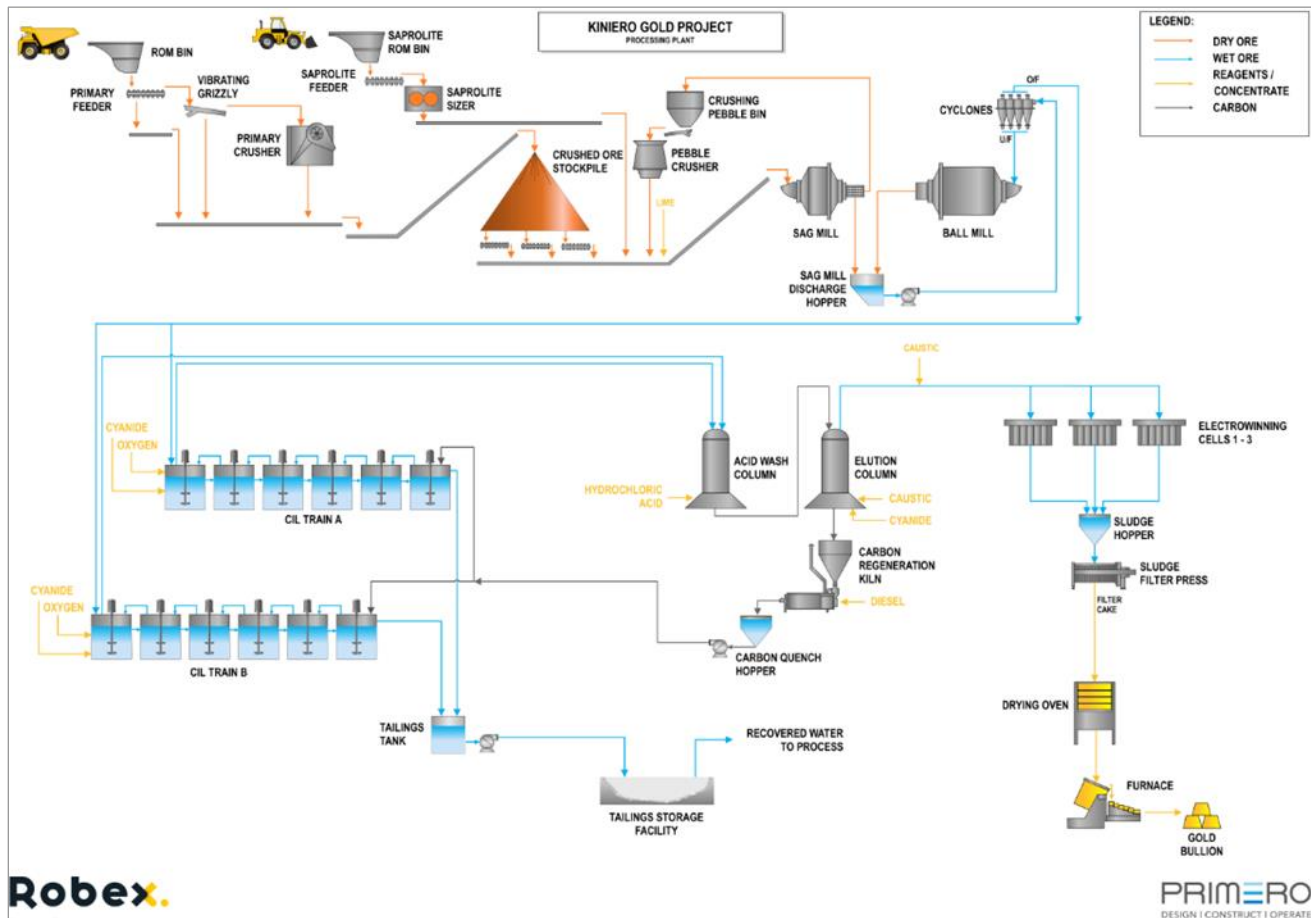 KINIERO GOLD PROJECT
PROCESSING PLANT
LEGEND:
DRY ORE
WET ORE
REAGENTS /
CONCENTRATE
CARBON
ROM BIN
SAPROLITE
ROM BIN
PRIMARY
FEEDER
VIBRATING
GRIZZLY
SAPROLITE
FEEDER
SAPROLITE
SIZER
PRIMARY
CRUSHER
CRUSHED ORE
STOCKPILE
CRUSHING
PEBBLE BIN
PEBBLE
CRUSHER
LIME
SAG MILL
BALL MILL
CYCLONES
O/F
U/F
SAG MILL
DISCHARGE
HOPPER
CYANIDE
OXYGEN
CIL TRAIN A
CYANIDE
OXYGEN
CIL TRAIN B
ACID WASH
COLUMN
HYDROCHLORIC
ACID
ELUTION
COLUMN
CAUSTIC
CYANIDE
CAUSTIC
ELECTROWINNING
CELLS 1 - 3
CARBON
REGENERATION
KILN
DIESEL
CARBON QUENCH
HOPPER
SLUDGE
HOPPER
SLUDGE
FILTER PRESS
FILTER
CAKE
DRYING OVEN
FURNACE
GOLD
BULLION
TAILINGS
TANK
RECOVERED WATER
TO PROCESS
TAILINGS STORAGE
FACILITY
Robex.
PRIMERO
DESIGN | CONSTRUCT | OPERATE